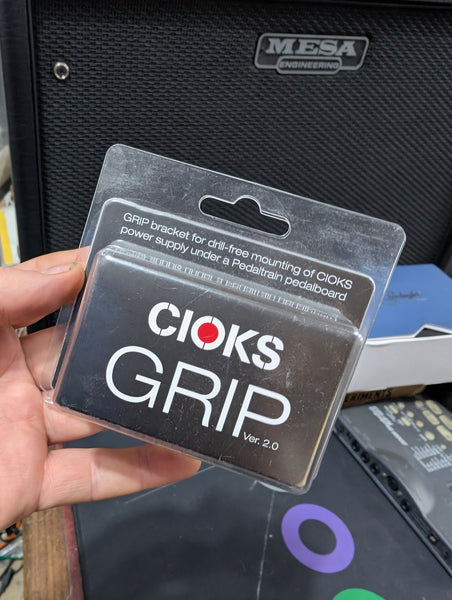 MESA
ENGINEERING
GRIP bracket for drill-free mounting of CIOKS
power supply under a Pedaltrain pedalboard
CIOKS
GRIP
Ver. 2.0